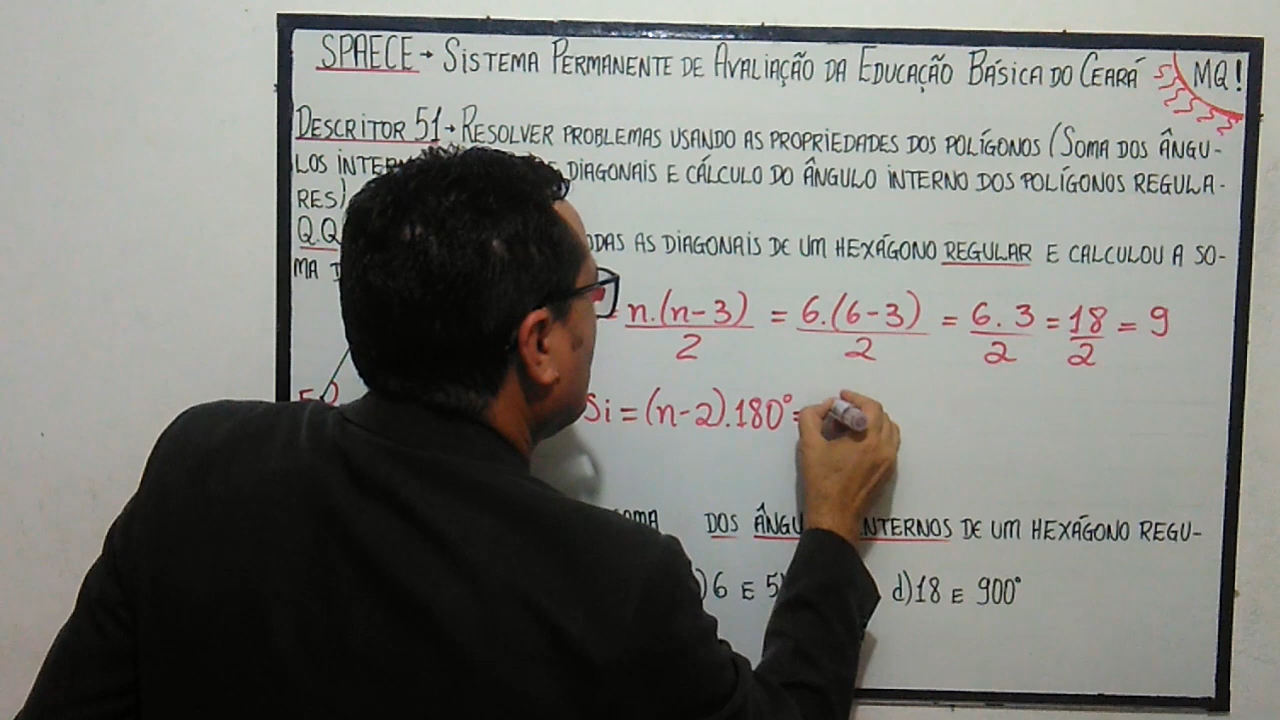 SPAECE → SISTEMA PERMANENTE DE AVALIAÇÃO DA EDUCAÇÃO BÁSICA DO CEARÁ MQ!
DESCRITOR 51 → RESOLVER PROBLEMAS USANDO AS PROPRIEDADES DOS POLÍGONOS (SOMA DOS ÂNGU-
LOS DIAGONAIS E CÁLCULO DO ÂNGULO INTERNO DOS POLÍGONOS REGULA-
RES)
AS DIAGONAIS DE UM HEXÁGONO REGULAR E CALCULOU A SO-
MA
n.(n-3)/2 = 6.(6-3)/2 = 6.3/2 = 18/2 = 9
Si = (n-2).180° =
DOS INTERNOS DE UM HEXÁGONO REGU-
)6 E 5 d)18 E 900°